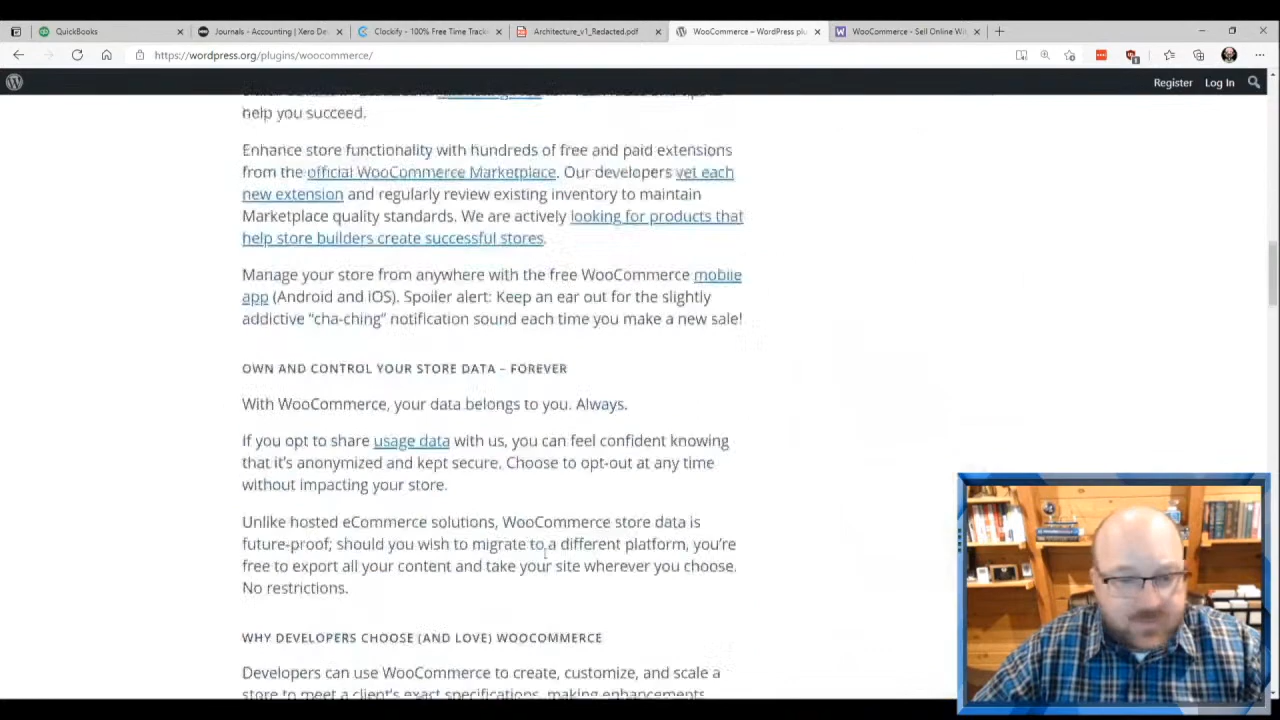 QuickBooks
Journals - Accounting | Xero De
Clockify - 100% Free Time Track
Architecture_v1_Redacted.pdf
WooCommerce – WordPress plu
WooCommerce - Sell Online Wi
https://wordpress.org/plugins/woocommerce/
Register Log In
help you succeed.
Enhance store functionality with hundreds of free and paid extensions
from the official WooCommerce Marketplace. Our developers vet each
new extension and regularly review existing inventory to maintain
Marketplace quality standards. We are actively looking for products that
help store builders create successful stores.
Manage your store from anywhere with the free WooCommerce mobile
app (Android and iOS). Spoiler alert: Keep an ear out for the slightly
addictive “cha-ching” notification sound each time you make a new sale!
OWN AND CONTROL YOUR STORE DATA – FOREVER
With WooCommerce, your data belongs to you. Always.
If you opt to share usage data with us, you can feel confident knowing
that it’s anonymized and kept secure. Choose to opt-out at any time
without impacting your store.
Unlike hosted eCommerce solutions, WooCommerce store data is
future-proof; should you wish to migrate to a different platform, you’re
free to export all your content and take your site wherever you choose.
No restrictions.
WHY DEVELOPERS CHOOSE (AND LOVE) WOOCOMMERCE
Developers can use WooCommerce to create, customize, and scale a
store to meet a client’s exact specifications, making enhancements